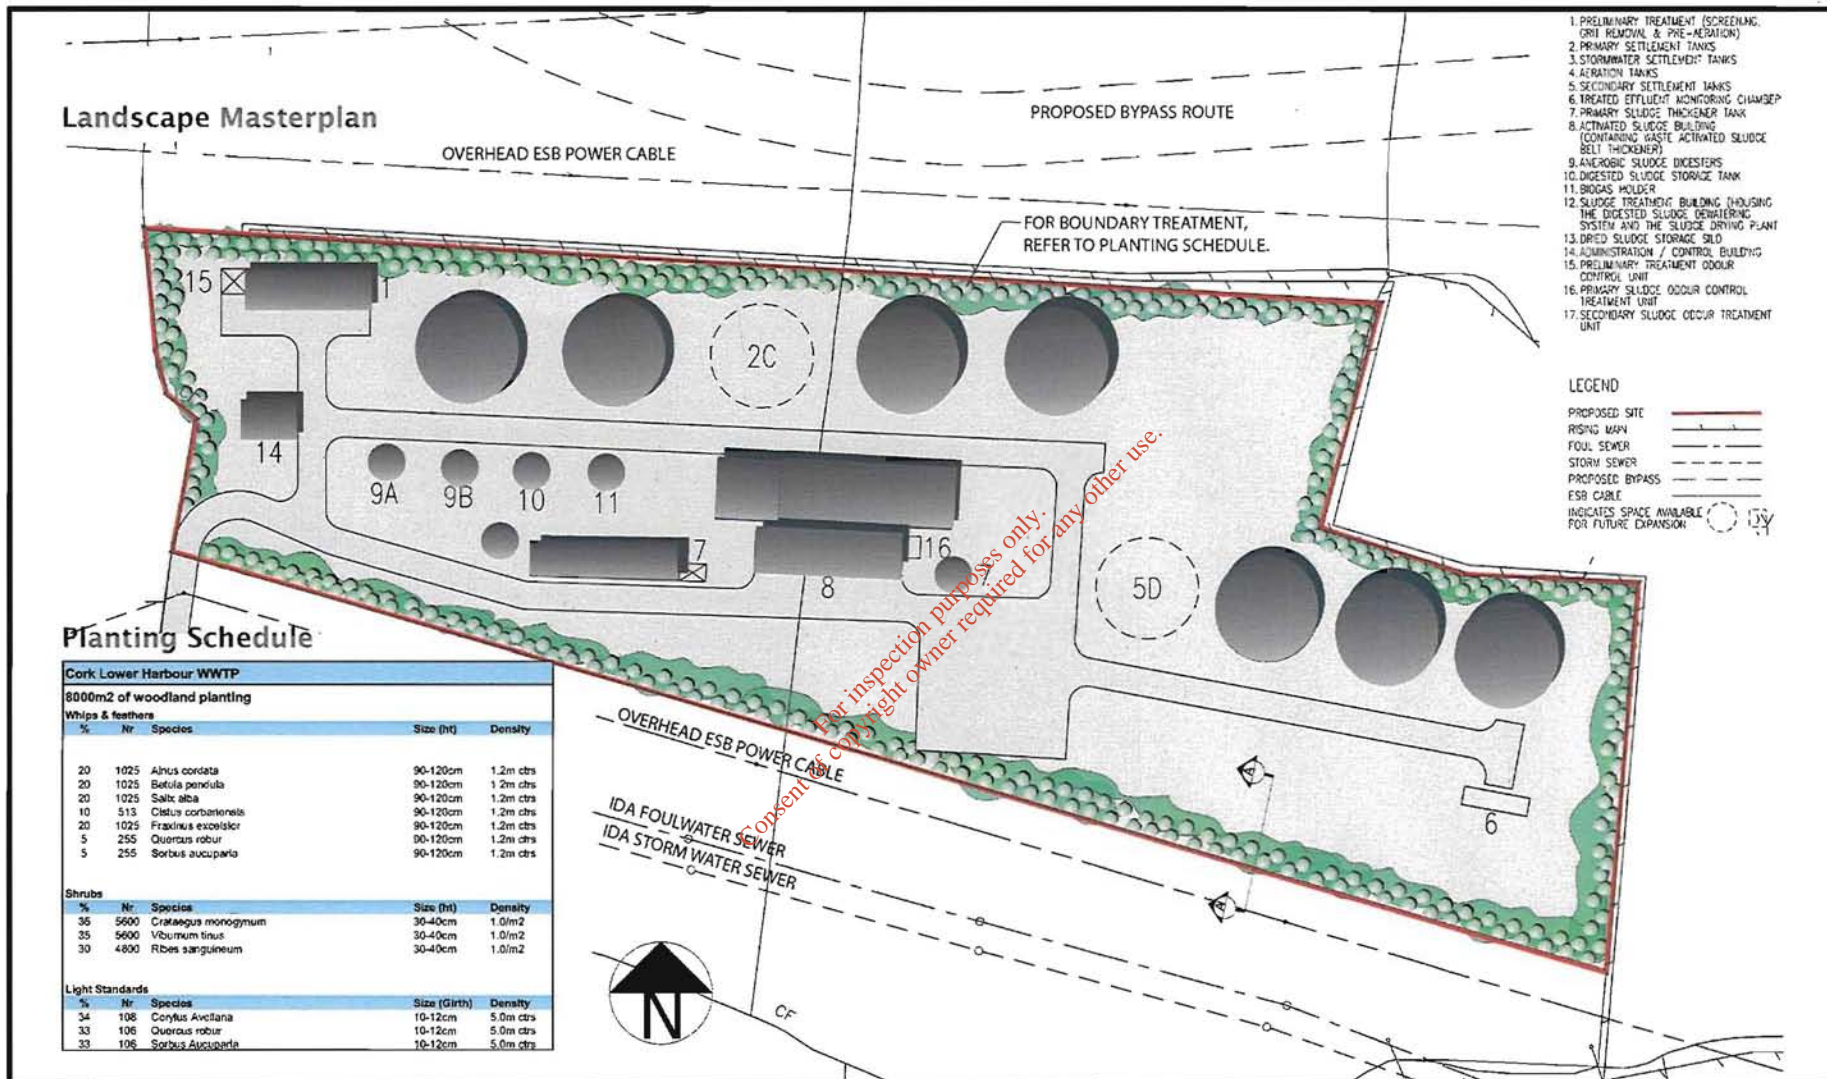 Landscape Masterplan
PROPOSED BYPASS ROUTE
OVERHEAD ESB POWER CABLE
FOR BOUNDARY TREATMENT,
REFER TO PLANTING SCHEDULE.
15
1
2C
14
9A
9B
10
11
7
16
7
8
5D
6
OVERHEAD ESB POWER CABLE
IDA FOULWATER SEWER
IDA STORM WATER SEWER
A
A
CF
N
For inspection purposes only.
Consent of copyright owner required for any other use.
1. PRELIMINARY TREATMENT (SCREENING,
GRIT REMOVAL & PRE-AERATION)
2. PRIMARY SETTLEMENT TANKS
3. STORMWATER SETTLEMENT TANKS
4. AERATION TANKS
5. SECONDARY SETTLEMENT TANKS
6. TREATED EFFLUENT MONITORING CHAMBER
7. PRIMARY SLUDGE THICKENER TANK
8. ACTIVATED SLUDGE BUILDING
(CONTAINING WASTE ACTIVATED SLUDGE
BELT THICKENER)
9. ANEROBIC SLUDGE DIGESTERS
10. DIGESTED SLUDGE STORAGE TANK
11. BIOGAS HOLDER
12. SLUDGE TREATMENT BUILDING (HOUSING
THE DIGESTED SLUDGE DEWATERING
SYSTEM AND THE SLUDGE DRYING PLANT
13. DRIED SLUDGE STORAGE SILO
14. ADMINISTRATION / CONTROL BUILDING
15. PRELIMINARY TREATMENT ODOUR
CONTROL UNIT
16. PRIMARY SLUDGE ODOUR CONTROL
TREATMENT UNIT
17. SECONDARY SLUDGE ODOUR TREATMENT
UNIT
LEGEND
PROPOSED SITE
RISING MAIN
FOUL SEWER
STORM SEWER
PROPOSED BYPASS
ESB CABLE
INDICATES SPACE AVAILABLE
FOR FUTURE EXPANSION
Planting Schedule
Cork Lower Harbour WWTP
8000m2 of woodland planting
Whips & feathers
% Nr Species Size (ht) Density
20 1025 Alnus cordata 90-120cm 1.2m ctrs
20 1025 Betula pendula 90-120cm 1.2m ctrs
20 1025 Salix alba 90-120cm 1.2m ctrs
10 513 Cistus corbariensis 90-120cm 1.2m ctrs
20 1025 Fraxinus excelsior 90-120cm 1.2m ctrs
5 255 Quercus robur 90-120cm 1.2m ctrs
5 255 Sorbus aucuparia 90-120cm 1.2m ctrs
Shrubs
% Nr Species Size (ht) Density
35 5600 Crataegus monogynum 30-40cm 1.0/m2
35 5600 Viburnum tinus 30-40cm 1.0/m2
30 4800 Ribes sanguineum 30-40cm 1.0/m2
Light Standards
% Nr Species Size (Girth) Density
34 108 Corylus Avellana 10-12cm 5.0m ctrs
33 106 Quercus robur 10-12cm 5.0m ctrs
33 106 Sorbus Aucuparia 10-12cm 5.0m ctrs